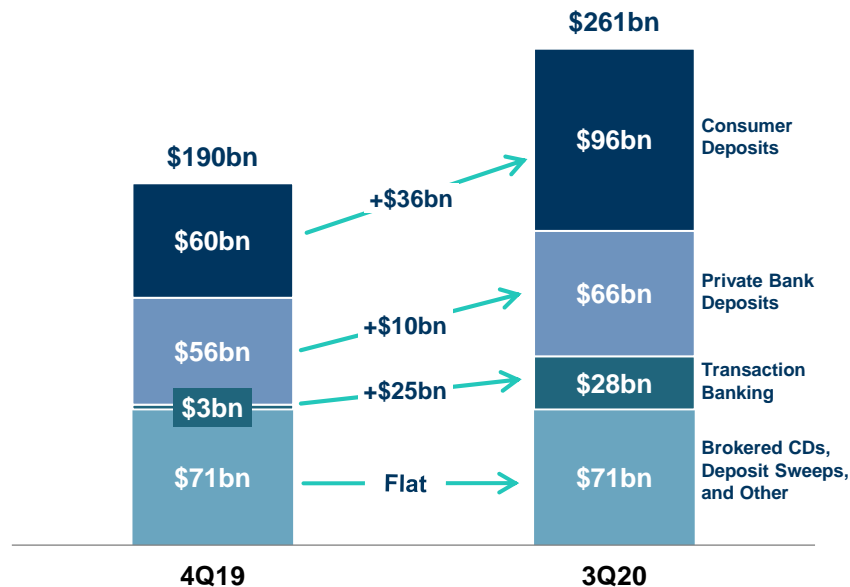 $261bn
$190bn
$96bn
Consumer
Deposits
+$36bn
$60bn
$66bn
Private Bank
Deposits
+$10bn
$56bn
$28bn
Transaction
Banking
+$25bn
$3bn
$71bn
Flat
$71bn
Brokered CDs,
Deposit Sweeps,
and Other
4Q19
3Q20